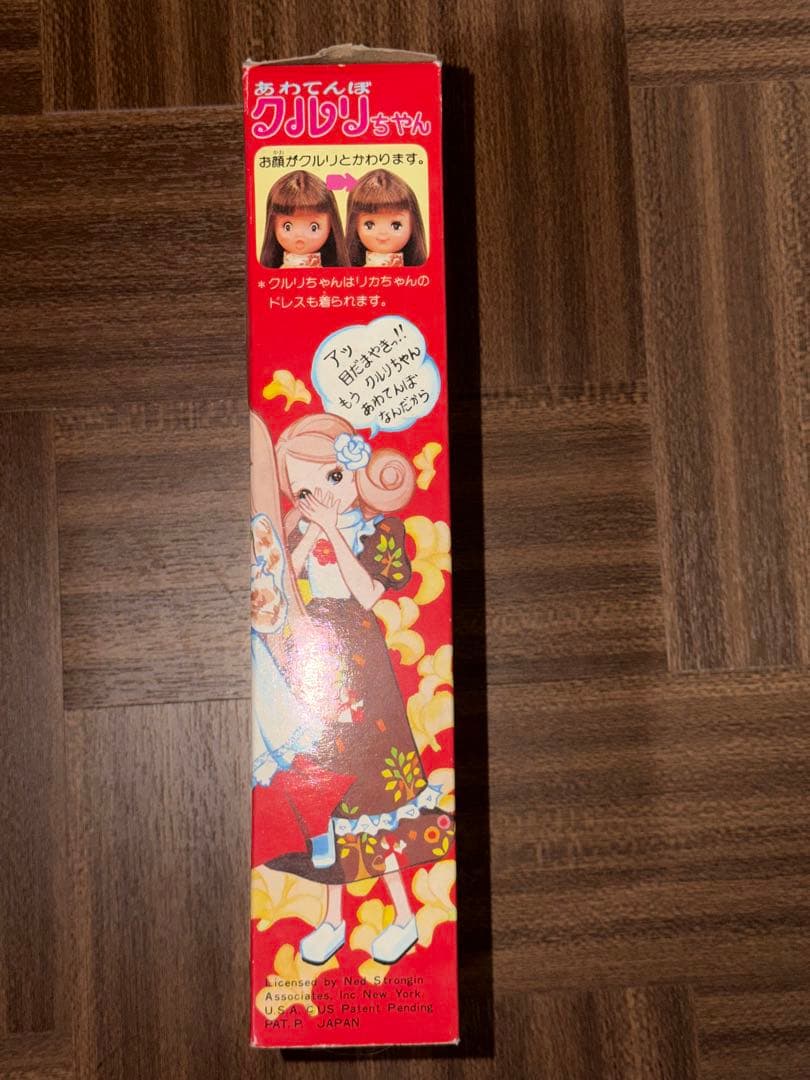 あわてんぼ
クルリちゃん
お顔がクルリとかわります。
*クルリちゃんはリカちゃんの
ドレスも着られます。
アッ
目だまやきっ!!
もう クルリちゃん
あわてんぼ
なんだから
Licensed by Ned Strongin
Associates, Inc New York.
U.S.A. © US Patent Pending
PAT. P. JAPAN